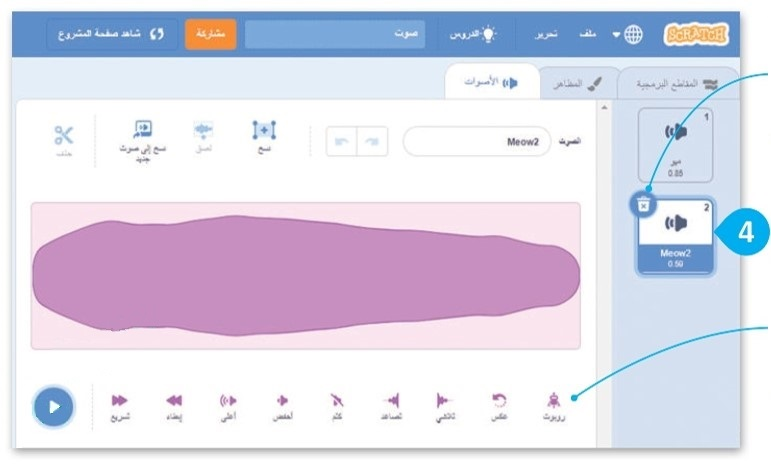 SCRATCH ملف تحرير الدروس صوت مشاركة شاهد صفحة المشروع
المقاطع البرمجية المظاهر الأصوات
1
ميو
0.85
2
Meow2
0.59
4
الصوت Meow2 نسخ لصق نسخ إلى صوت جديد حذف
روبوت عكس تلاشي تصاعد كتم أخفض أعلى إبطاء تسريع